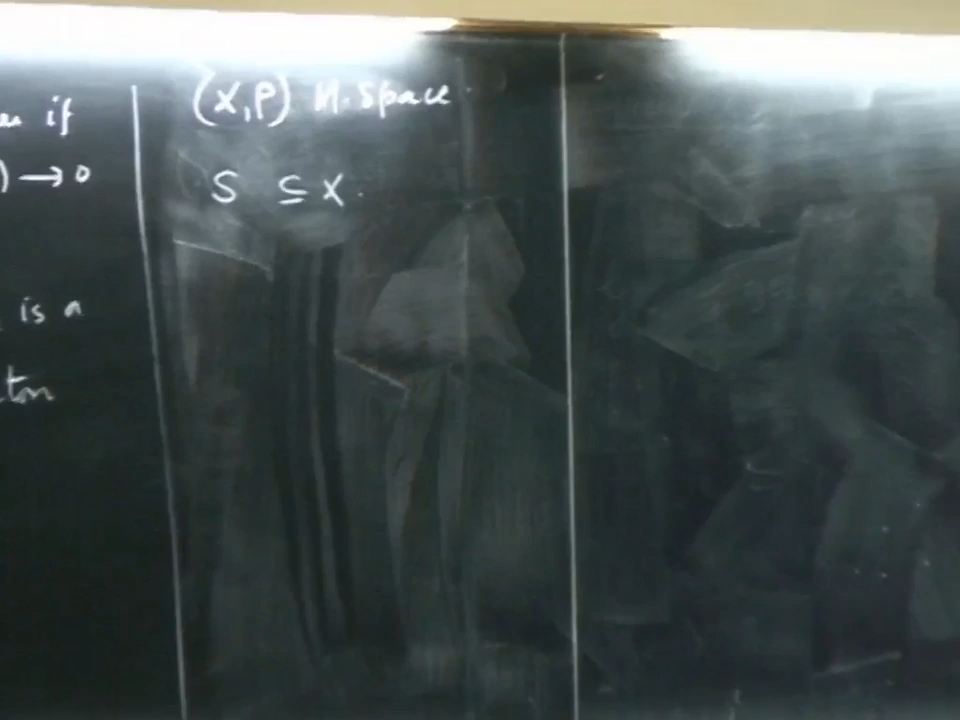 if
) → 0
is a
(X, P) M. Space.
S ⊆ X.